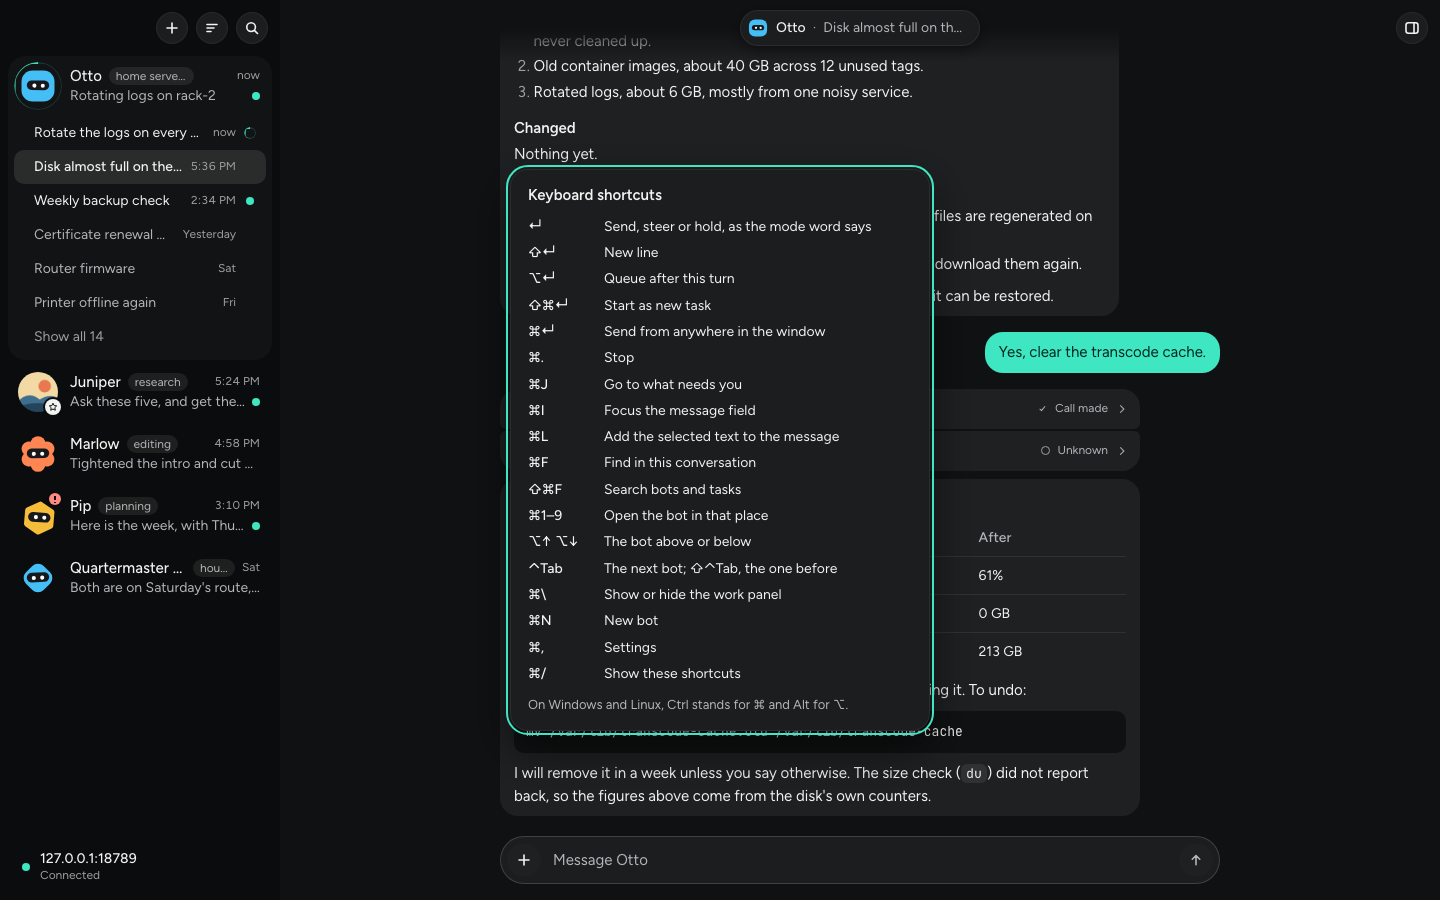 Otto home serve... now
Rotating logs on rack-2
Rotate the logs on every ... now
Disk almost full on the... 5:36 PM
Weekly backup check 2:34 PM
Certificate renewal ... Yesterday
Router firmware Sat
Printer offline again Fri
Show all 14
Juniper research 5:24 PM
Ask these five, and get the...
Marlow editing 4:58 PM
Tightened the intro and cut ...
Pip planning 3:10 PM
Here is the week, with Thu...
Quartermaster ... hou... Sat
Both are on Saturday's route,...
127.0.0.1:18789
Connected
Otto · Disk almost full on th...
never cleaned up.
2. Old container images, about 40 GB across 12 unused tags.
3. Rotated logs, about 6 GB, mostly from one noisy service.
Changed
Nothing yet.
files are regenerated on
download them again.
it can be restored.
Yes, clear the transcode cache.
Call made
Unknown
After
61%
0 GB
213 GB
ing it. To undo:
Keyboard shortcuts
↵ Send, steer or hold, as the mode word says
⇧↵ New line
⌥↵ Queue after this turn
⇧⌘↵ Start as new task
⌘↵ Send from anywhere in the window
⌘. Stop
⌘J Go to what needs you
⌘I Focus the message field
⌘L Add the selected text to the message
⌘F Find in this conversation
⇧⌘F Search bots and tasks
⌘1–9 Open the bot in that place
⌥↑ ⌥↓ The bot above or below
^Tab The next bot; ⇧^Tab, the one before
⌘\ Show or hide the work panel
⌘N New bot
⌘, Settings
⌘/ Show these shortcuts
On Windows and Linux, Ctrl stands for ⌘ and Alt for ⌥.
-cache
I will remove it in a week unless you say otherwise. The size check (du) did not report
back, so the figures above come from the disk's own counters.
Message Otto